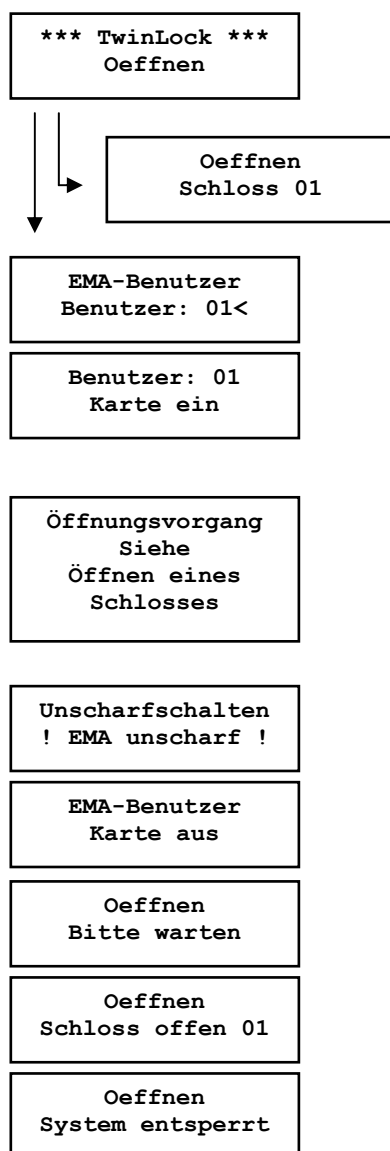 *** TwinLock ***
Oeffnen
Oeffnen
Schloss 01
EMA-Benutzer
Benutzer: 01<
Benutzer: 01
Karte ein
Öffnungsvorgang
Siehe
Öffnen eines
Schlosses
Unscharfschalten
! EMA unscharf !
EMA-Benutzer
Karte aus
Oeffnen
Bitte warten
Oeffnen
Schloss offen 01
Oeffnen
System entsperrt